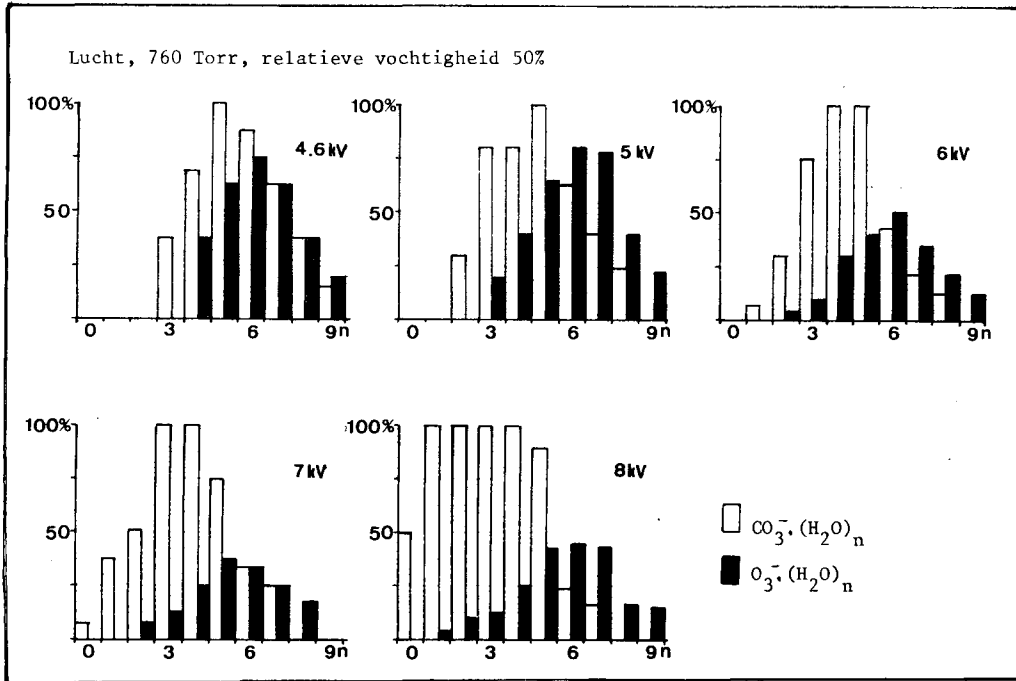 Lucht, 760 Torr, relatieve vochtigheid 50%
100%
50
4.6kV
0 3 6 9n
100%
50
5 kV
0 3 6 9n
100%
50
6kV
0 3 6 9n
100%
50
7kV
0 3 6 9n
100%
50
8kV
0 3 6 9n
CO₃⁻.(H₂O)ₙ
O₃⁻.(H₂O)ₙ